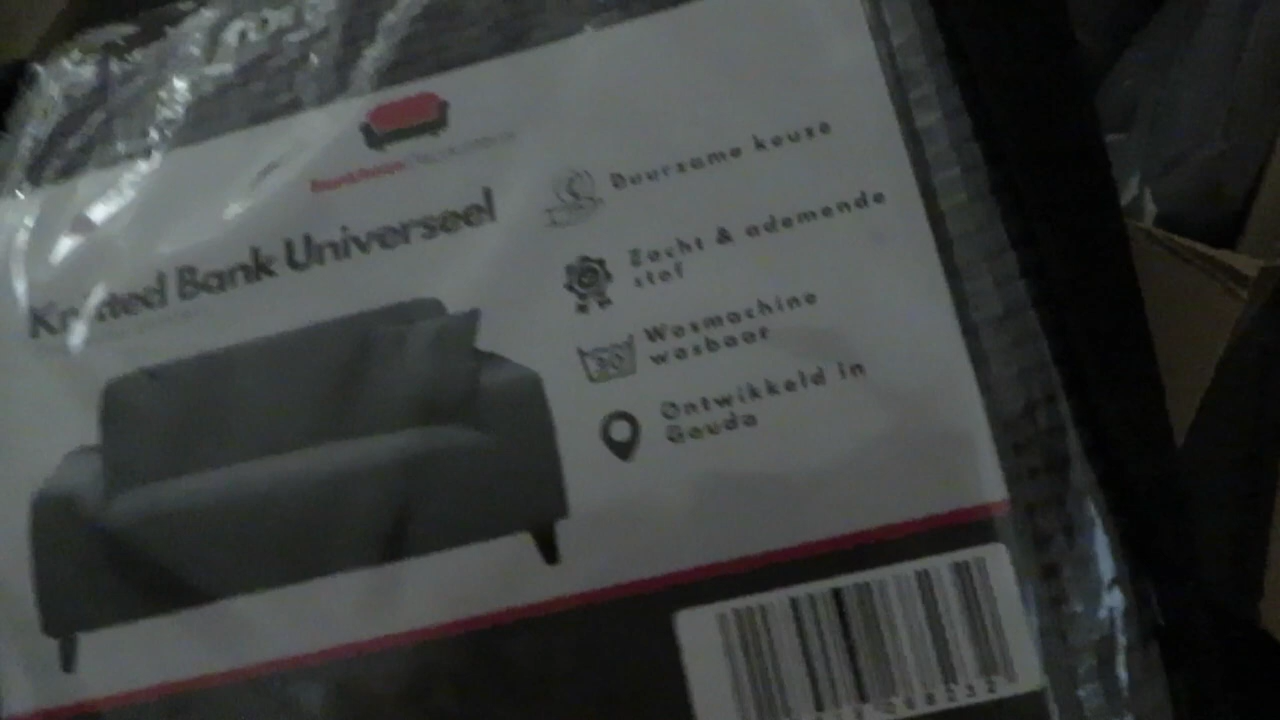 Knitted Bank Universeel
Duurzame keuze
Zacht & ademende
stof
30
Wasmachine
wasbaar
Ontwikkeld in
Gouda